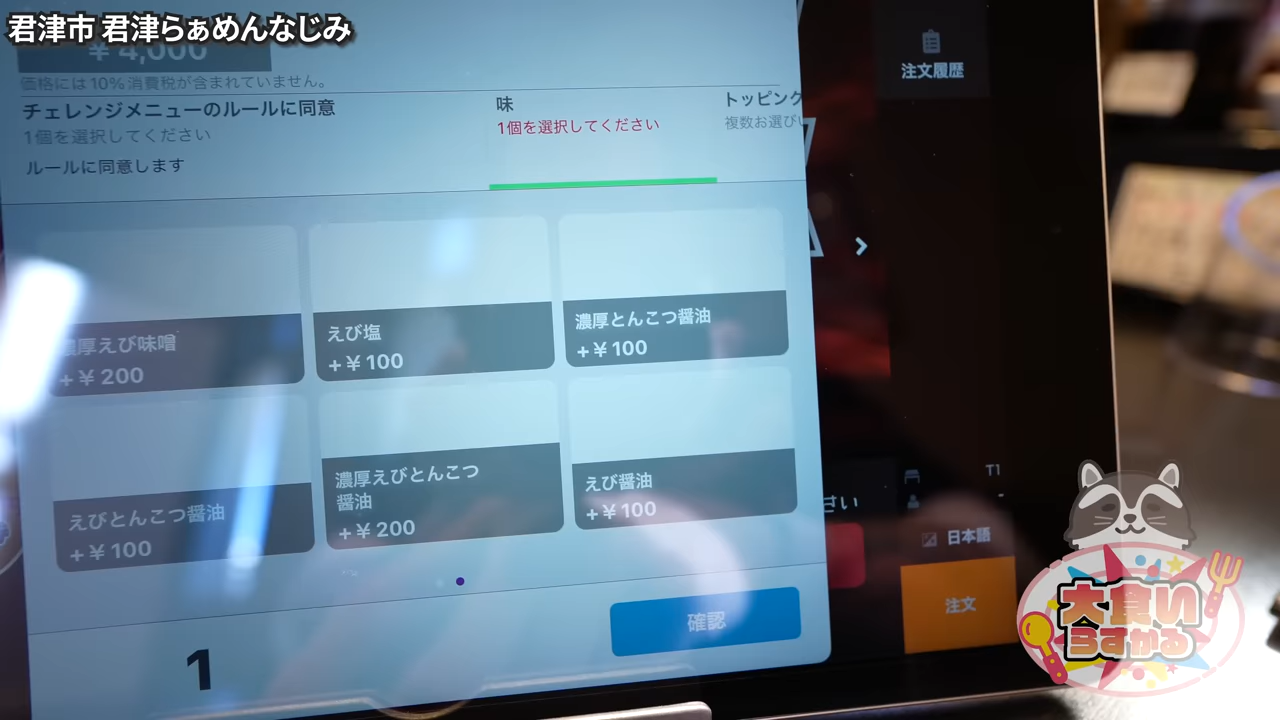 君津市 君津らぁめんなじみ
¥ 4,000
価格には10%消費税が含まれていません。
チェレンジメニューのルールに同意
1個を選択してください
ルールに同意します
味
1個を選択してください
トッピング
複数お選び
注文履歴
濃厚えび味噌
+¥200
えび塩
+¥100
濃厚とんこつ醤油
+¥100
えびとんこつ醤油
+¥100
濃厚えびとんこつ
醤油
+¥200
えび醤油
+¥100
さい
T1
-
日本語
注文
確認
1
大食い
らすかる